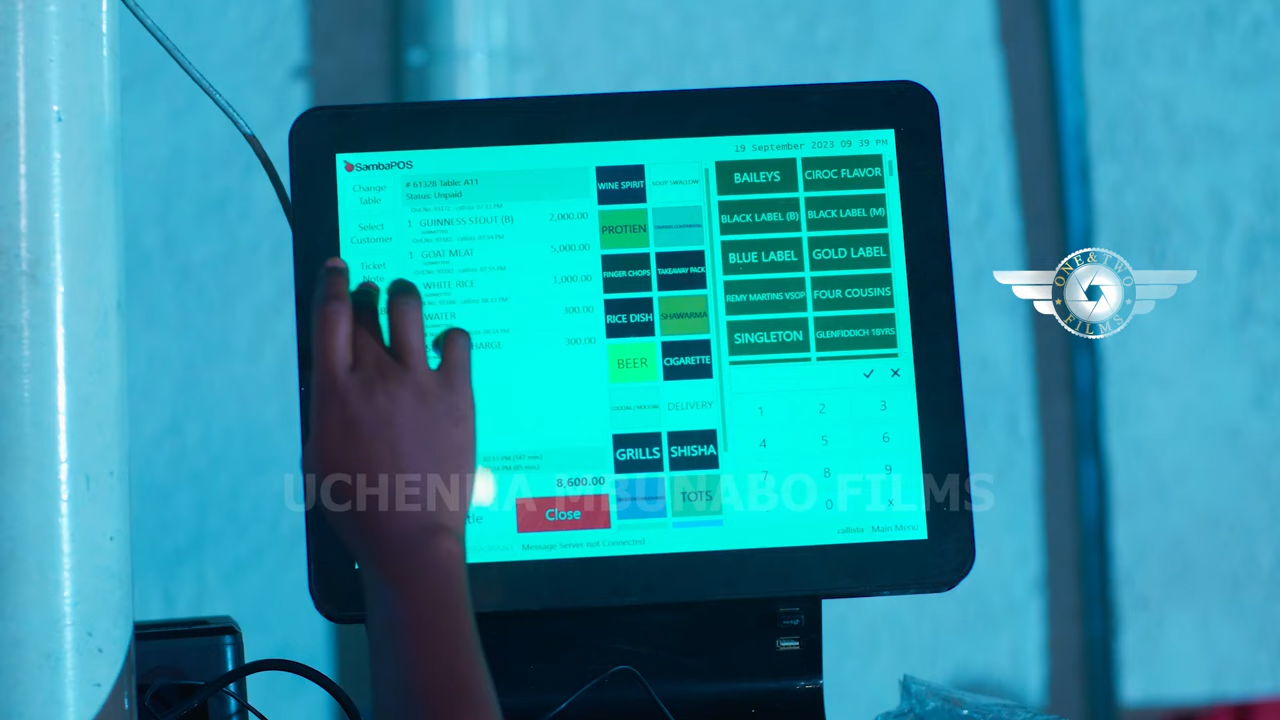 SambaPOS
19 September 2023 09 39 PM
Change
Table
Select
Customer
Ticket
Note
# 61328 Table: A11
Status: Unpaid
1 GUINNESS STOUT (B) 2,000.00
1 GOAT MEAT 5,000.00
WHITE RICE 1,000.00
WATER 300.00
HARGE 300.00
8,600.00
Close
Message Server not Connected
WINE SPIRIT
SOUP SWALLOW
PROTIEN
FINGER CHOPS
TAKEAWAY PACK
RICE DISH
SHAWARMA
BEER
CIGARETTE
DELIVERY
GRILLS
SHISHA
TOTS
BAILEYS
CIROC FLAVOR
BLACK LABEL (B)
BLACK LABEL (M)
BLUE LABEL
GOLD LABEL
REMY MARTINS VSOP
FOUR COUSINS
SINGLETON
GLENFIDDICH 18YRS
1 2 3
4 5 6
7 8 9
0 x
callista Main Menu
UCHENNA MBUNABO FILMS
ONE&TWO
FILMS